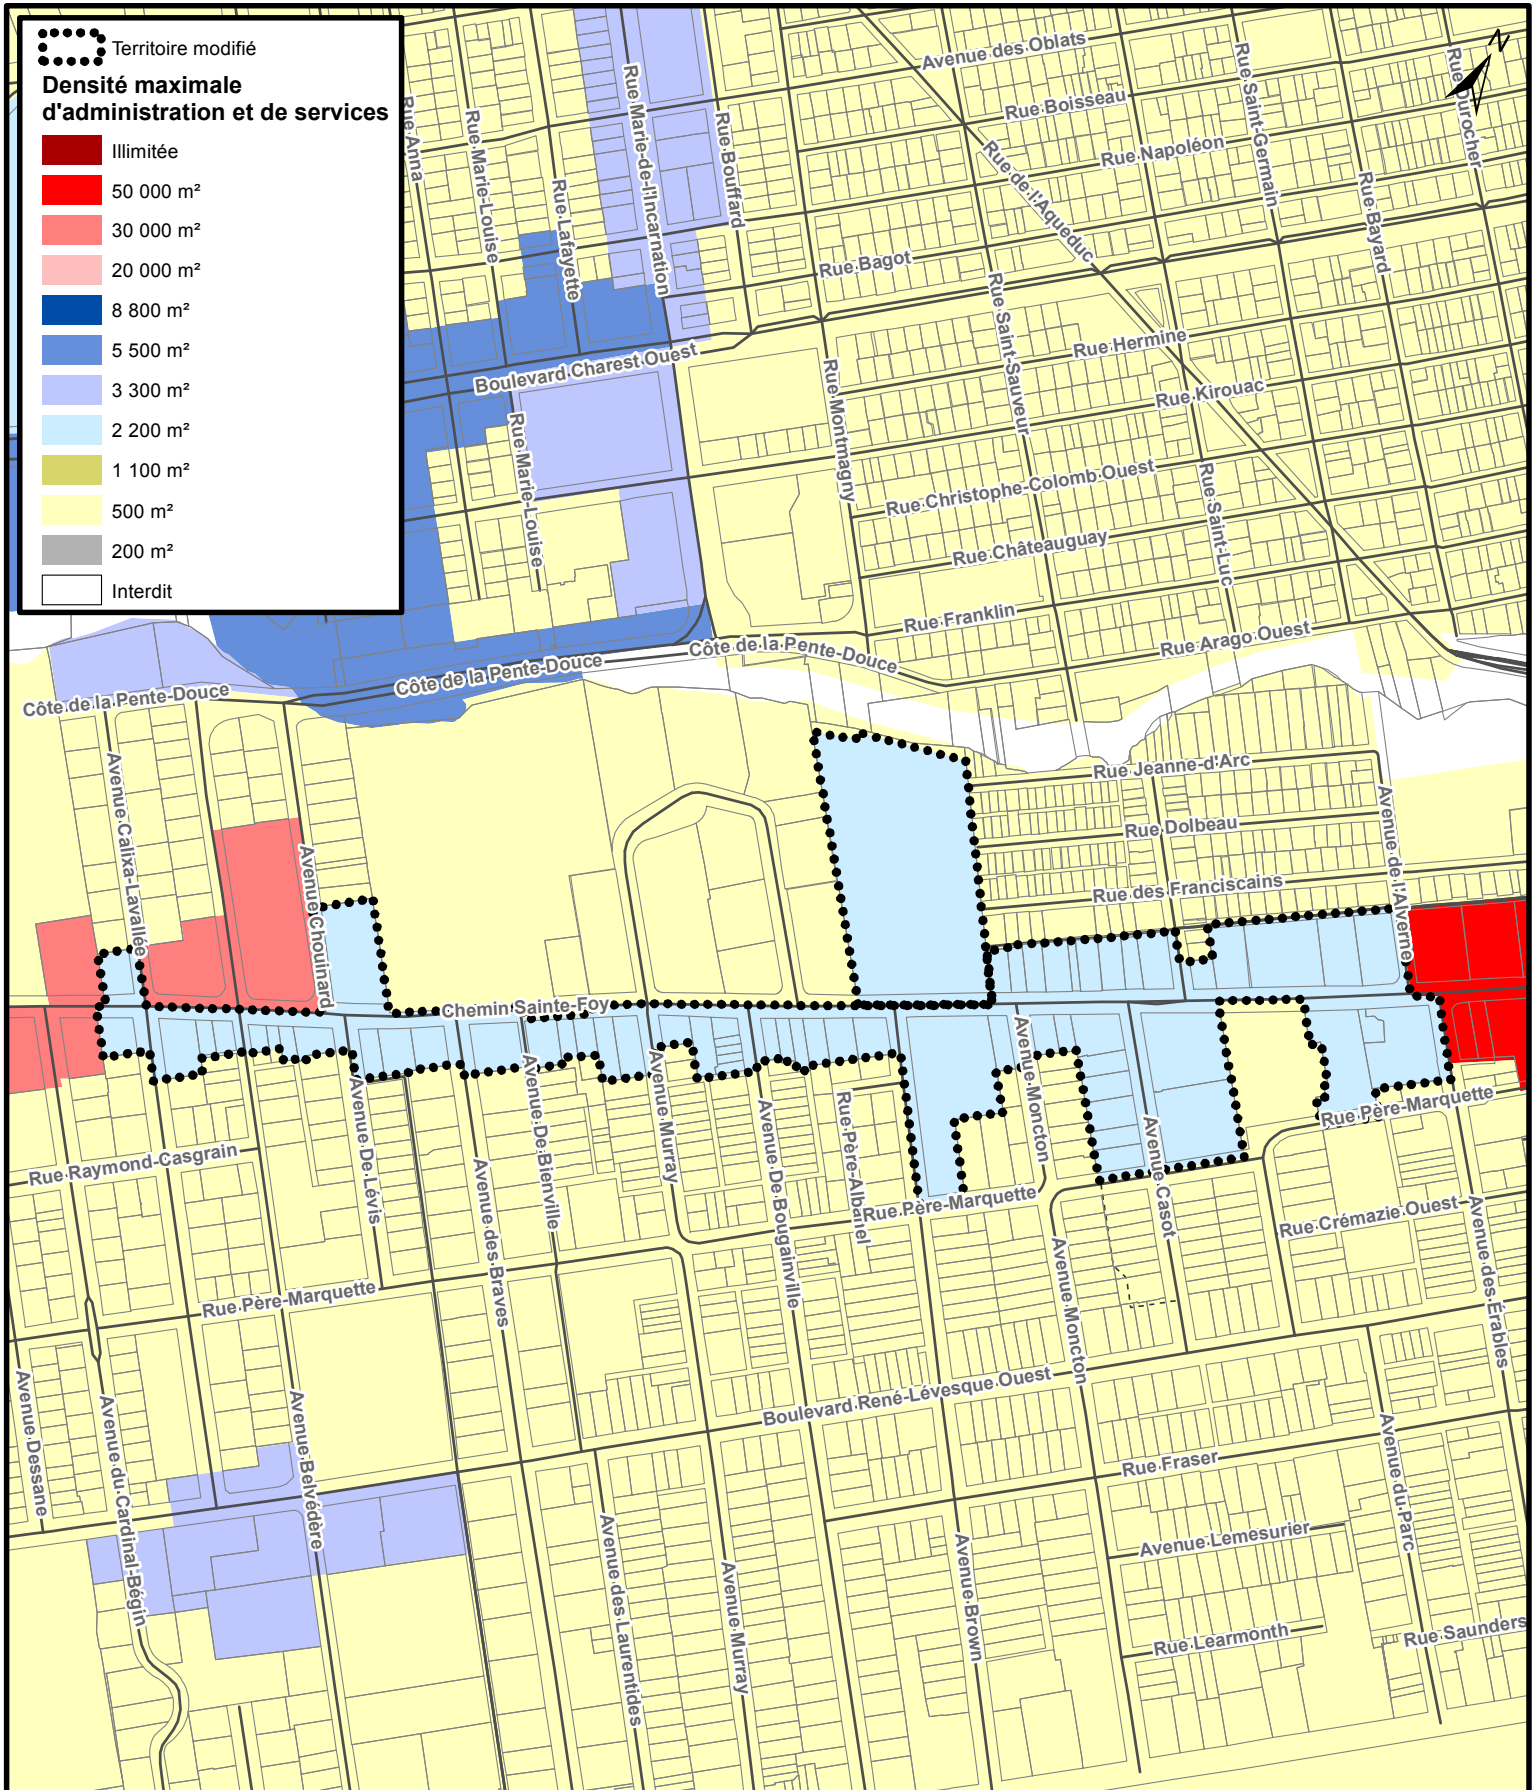 Territoire modifié
Densité maximale
d'administration et de services
Illimitée
50 000 m²
30 000 m²
20 000 m²
8 800 m²
5 500 m²
3 300 m²
2 200 m²
1 100 m²
500 m²
200 m²
Interdit
N
Avenue des Oblats
Rue Boisseau
Rue Napoléon
Rue Saint-Germain
Rue Durocher
Rue Anna
Rue Marie-Louise
Rue Lafayette
Rue Marie-de-l'Incarnation
Rue Bouffard
Rue de l'Aqueduc
Rue Bayard
Rue Bagot
Rue Saint-Sauveur
Rue Hermine
Boulevard Charest Ouest
Rue Montmagny
Rue Kirouac
Rue Marie-Louise
Rue Christophe-Colomb Ouest
Rue Saint-Luc
Rue Châteauguay
Rue Franklin
Rue Arago Ouest
Côte de la Pente-Douce
Côte de la Pente-Douce
Côte de la Pente-Douce
Rue Jeanne-d'Arc
Avenue Calixa-Lavallée
Rue Dolbeau
Avenue de l'Alverne
Avenue Chouinard
Rue des Franciscains
Chemin Sainte-Foy
Avenue Moncton
Avenue De Lévis
Avenue De Bienville
Avenue Murray
Rue Père-Marquette
Rue Père-Albanel
Avenue De Bougainville
Avenue Casot
Rue Raymond-Casgrain
Avenue des Braves
Rue Père-Marquette
Rue Crémazie Ouest
Avenue des Érables
Rue Père-Marquette
Avenue Moncton
Boulevard René-Lévesque Ouest
Avenue Dessane
Avenue du Cardinal-Bégin
Avenue Belvédère
Rue Fraser
Avenue du Parc
Avenue des Laurentides
Avenue Murray
Avenue Brown
Avenue Lemesurier
Rue Learmonth
Rue Saunders